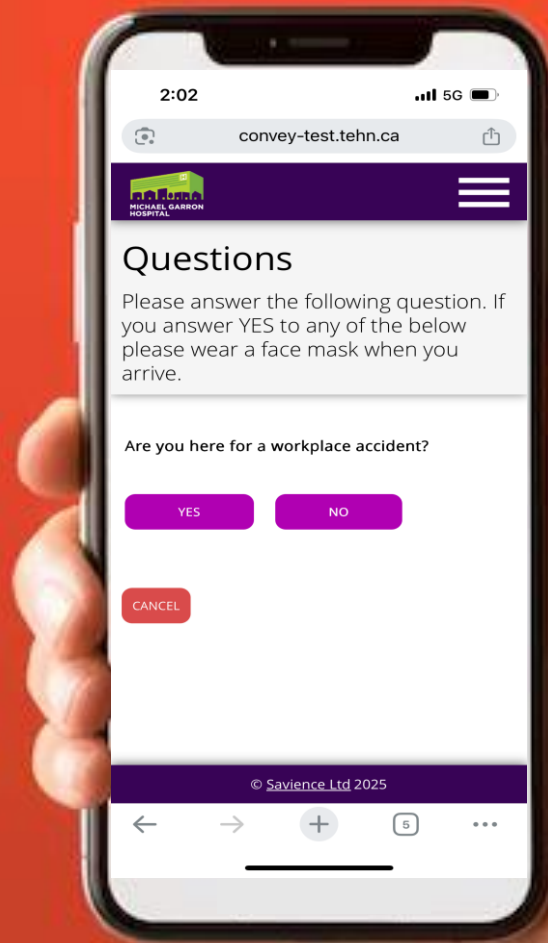 2:02
5G
convey-test.tehn.ca
MICHAEL GARRON
HOSPITAL
Questions
Please answer the following question. If
you answer YES to any of the below
please wear a face mask when you
arrive.
Are you here for a workplace accident?
YES NO
CANCEL
© Savience Ltd 2025
5